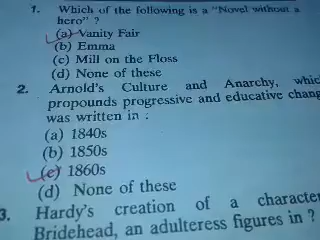 1. Which of the following is a "Novel without a
hero" ?
(a) Vanity Fair
(b) Emma
(c) Mill on the Floss
(d) None of these
2. Arnold's Culture and Anarchy, whic
propounds progressive and educative chang
was written in :
(a) 1840s
(b) 1850s
(c) 1860s
(d) None of these
3. Hardy's creation of a character
Bridehead, an adulteress figures in ?